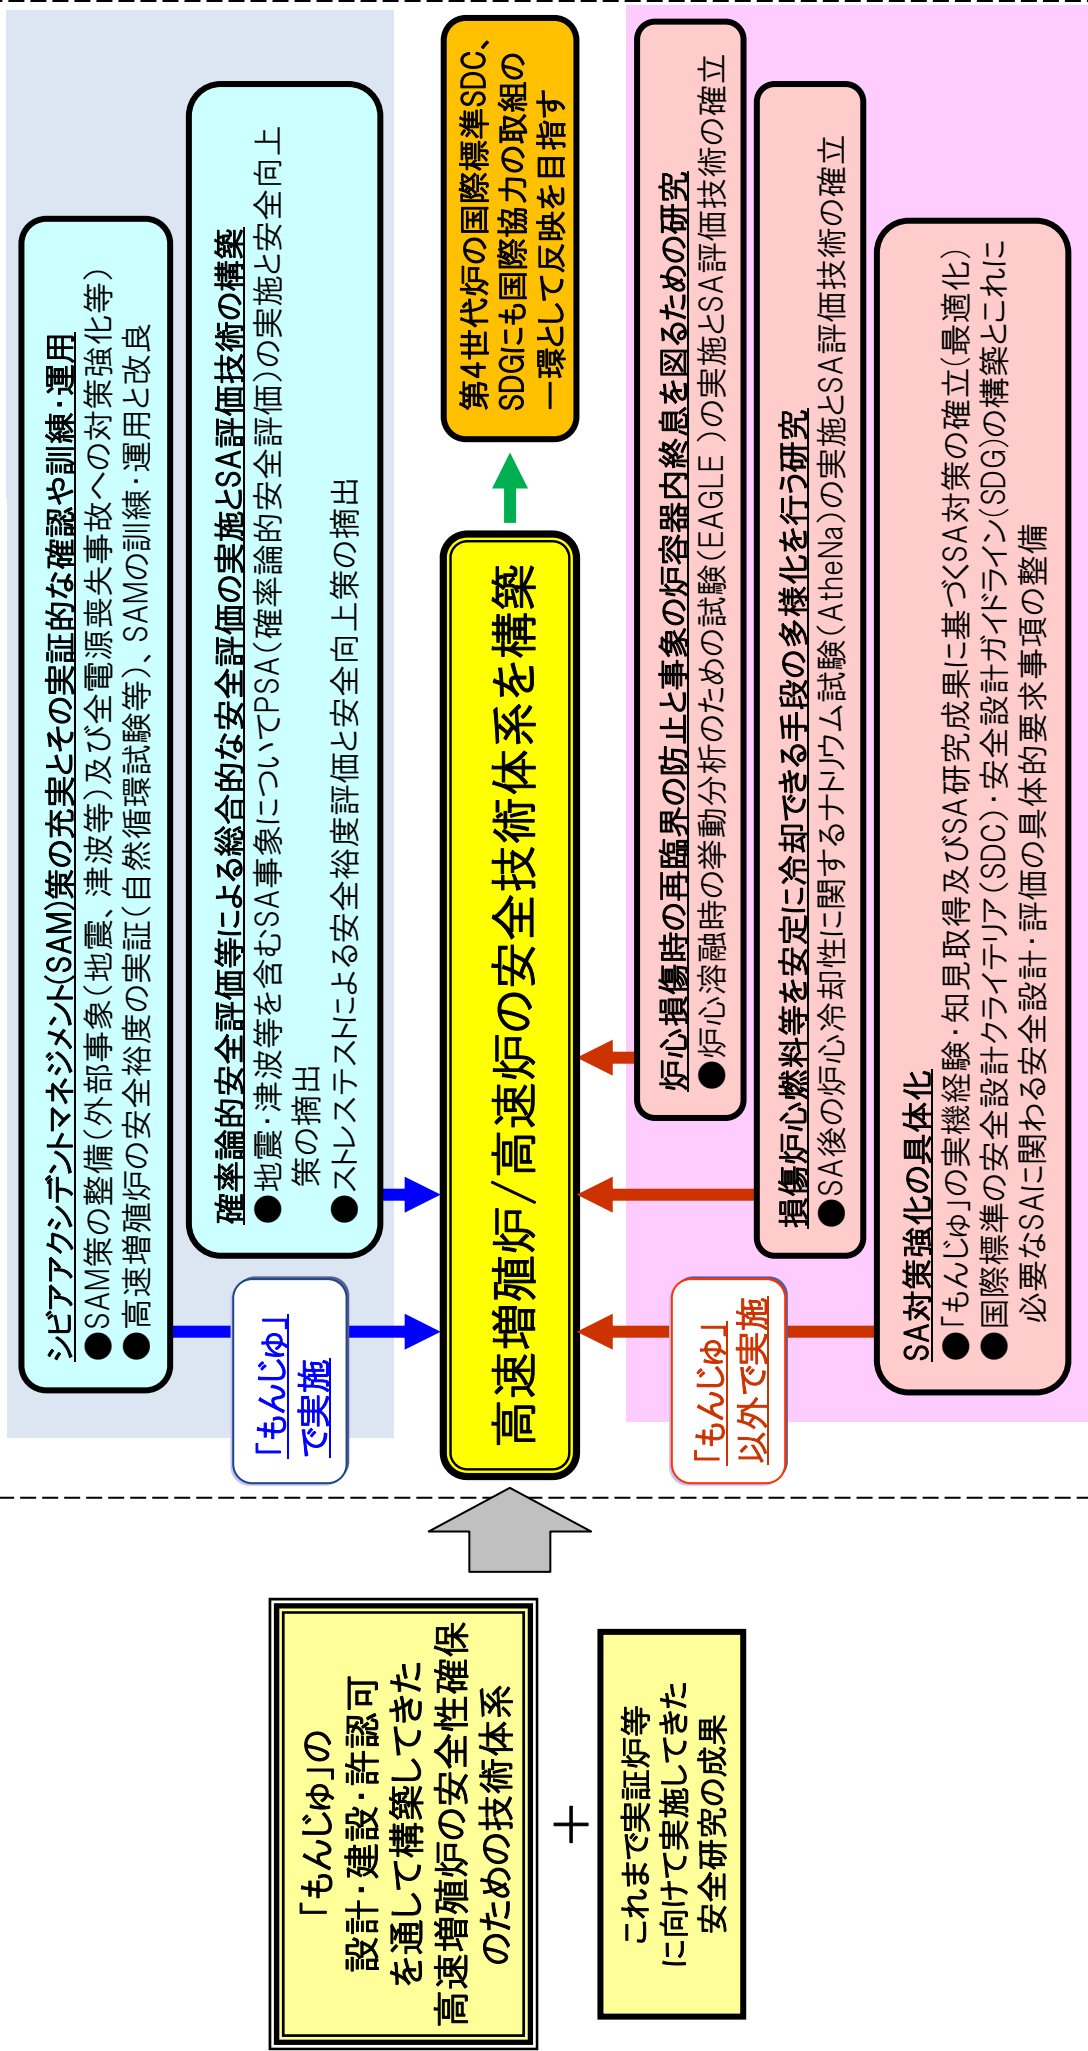 「もんじゅ」の
設計・建設・許認可
を通して構築してきた
高速増殖炉の安全性確保
のための技術体系
＋
これまで実証炉等
に向けて実施してきた
安全研究の成果
シビアアクシデントマネジメント(SAM)策の充実とその実証的な確認や訓練・運用
●SAM策の整備(外部事象(地震、津波等)及び全電源喪失事故への対策強化等)
●高速増殖炉の安全裕度の実証(自然循環試験等)、SAMの訓練・運用と改良
確率論的安全評価等による総合的な安全評価の実施とSA評価技術の構築
●地震・津波等を含むSA事象についてPSA(確率論的安全評価)の実施と安全向上
策の摘出
●ストレステストによる安全裕度評価と安全向上策の摘出
「もんじゅ」
で実施
高速増殖炉/高速炉の安全技術体系を構築
第4世代炉の国際標準SDC、
SDGにも国際協力の取組の
一環として反映を目指す
「もんじゅ」
以外で実施
炉心損傷時の再臨界の防止と事象の炉容器内終息を図るための研究
●炉心溶融時の挙動分析のための試験(EAGLE )の実施とSA評価技術の確立
損傷炉心燃料等を安定に冷却できる手段の多様化を行う研究
●SA後の炉心冷却性に関するナトリウム試験(AtheNa)の実施とSA評価技術の確立
SA対策強化の具体化
●「もんじゅ」の実機経験・知見取得及びSA研究成果に基づくSA対策の確立(最適化)
●国際標準の安全設計クライテリア(SDC)・安全設計ガイドライン(SDG)の構築とこれに
必要なSAに関わる安全設計・評価の具体的要求事項の整備